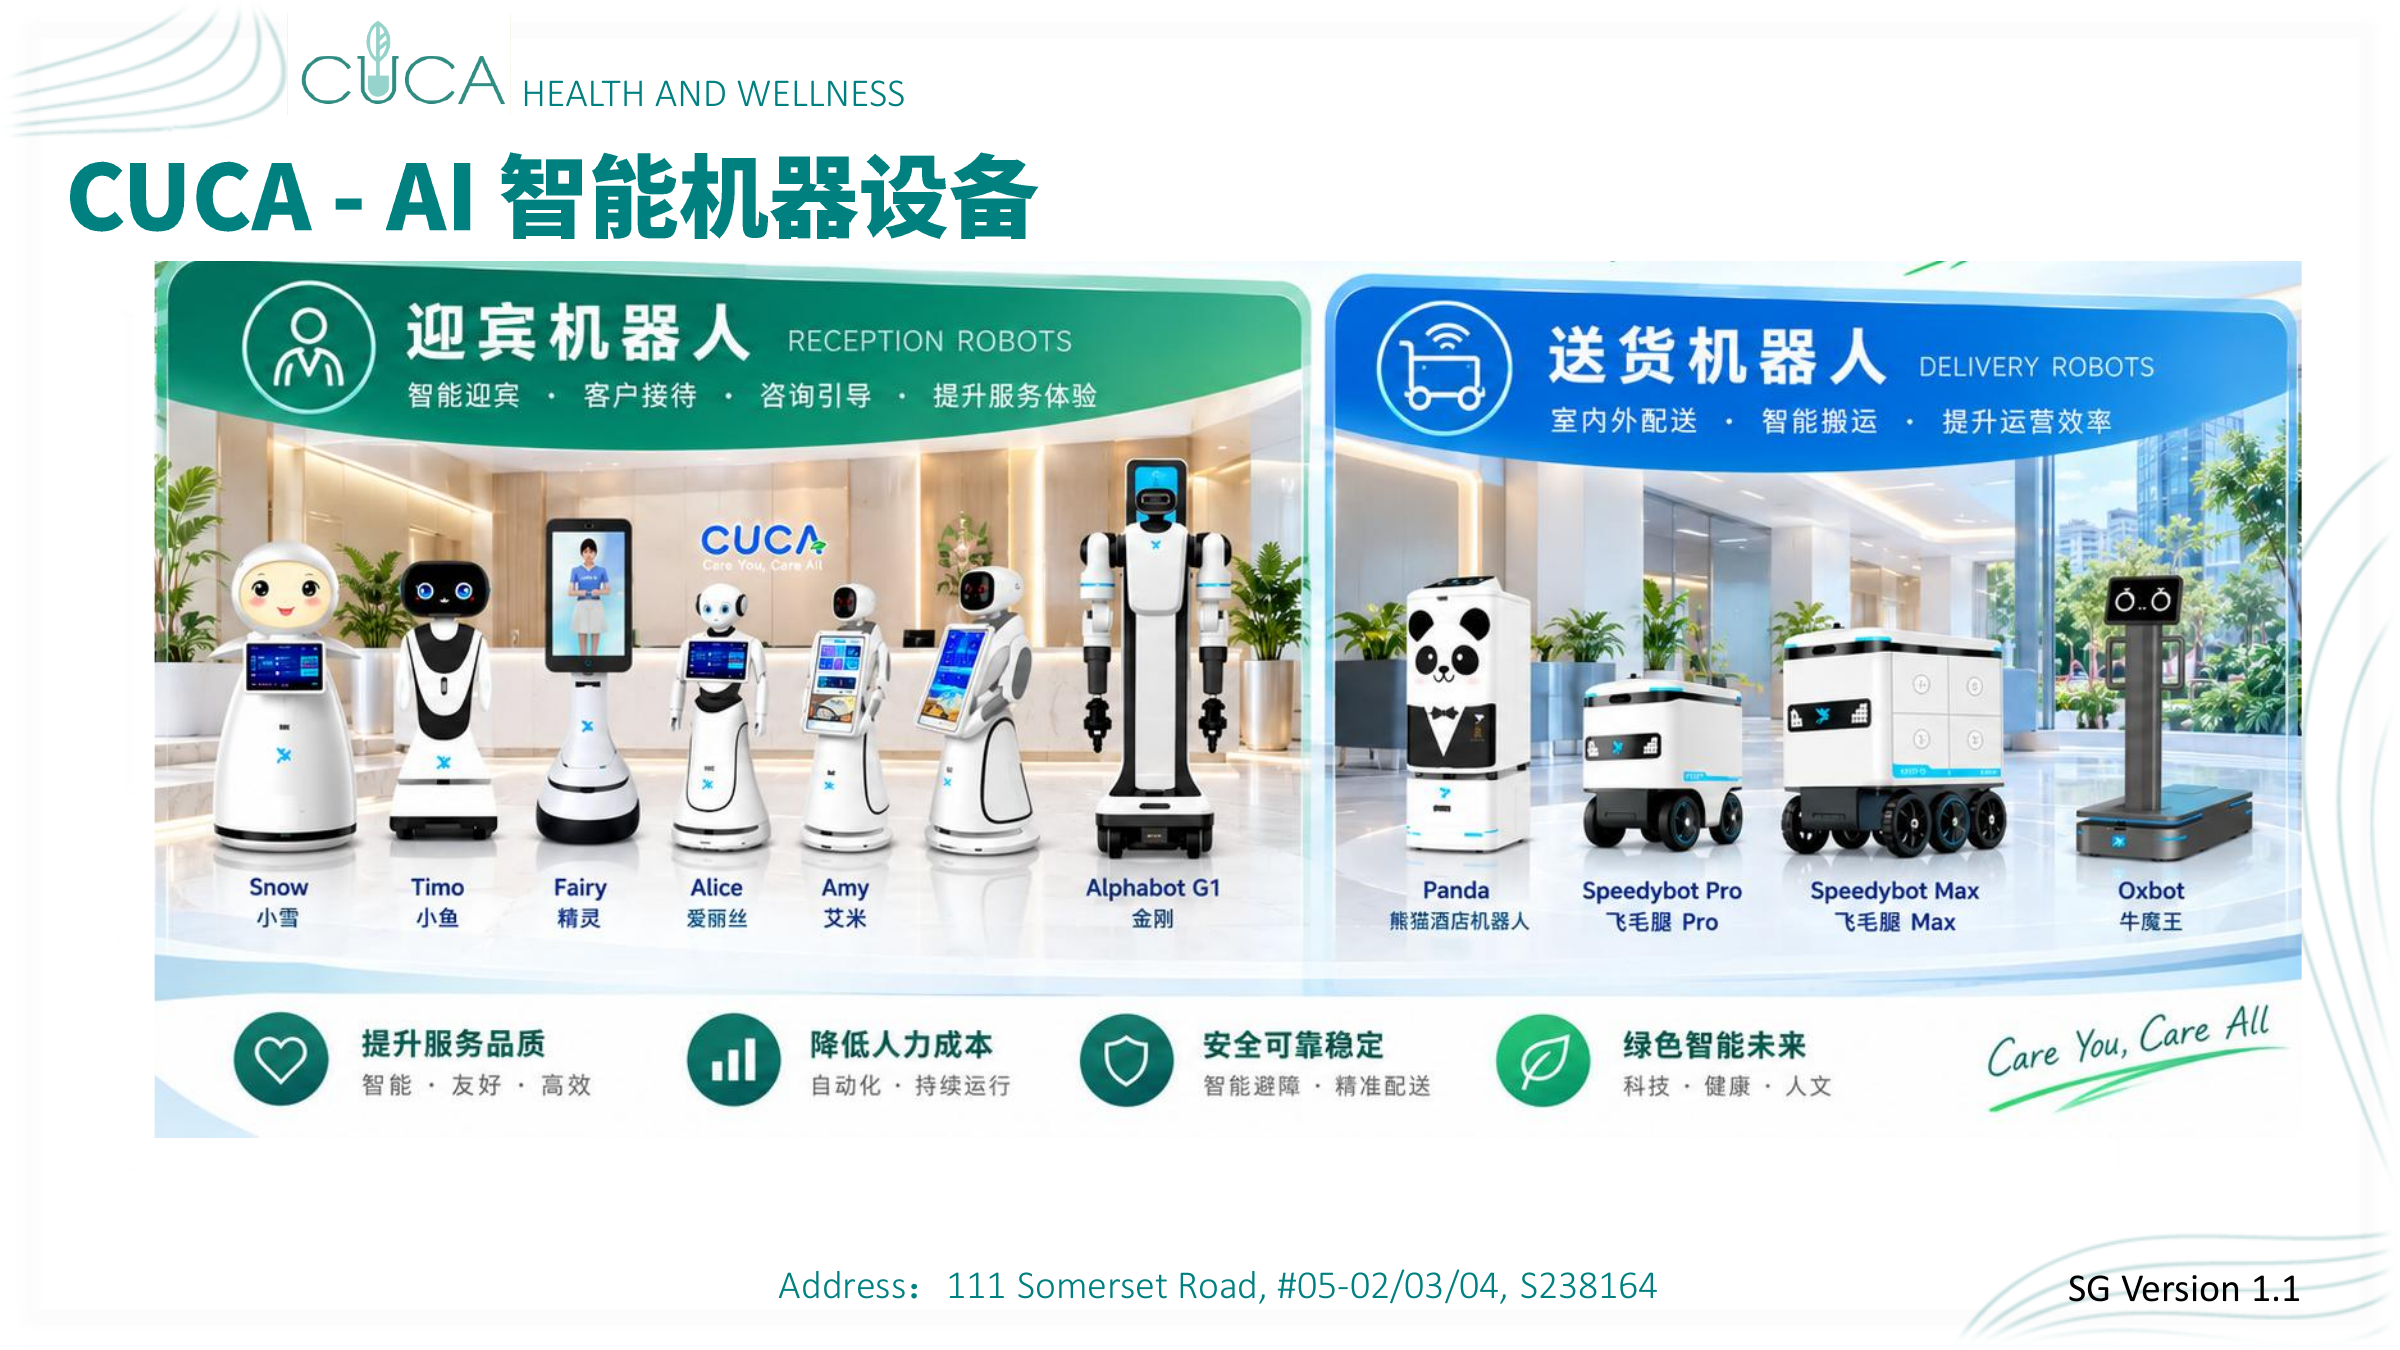 CUCA HEALTH AND WELLNESS
CUCA - AI 智能机器设备
迎宾机器人 RECEPTION ROBOTS
智能迎宾 · 客户接待 · 咨询引导 · 提升服务体验
送货机器人 DELIVERY ROBOTS
室内外配送 · 智能搬运 · 提升运营效率
CUCA
Care You, Care All
Snow
小雪
Timo
小鱼
Fairy
精灵
Alice
爱丽丝
Amy
艾米
Alphabot G1
金刚
Panda
熊猫酒店机器人
Speedybot Pro
飞毛腿 Pro
Speedybot Max
飞毛腿 Max
Oxbot
牛魔王
提升服务品质
智能 · 友好 · 高效
降低人力成本
自动化 · 持续运行
安全可靠稳定
智能避障 · 精准配送
绿色智能未来
科技 · 健康 · 人文
Care You, Care All
Address：111 Somerset Road, #05-02/03/04, S238164
SG Version 1.1